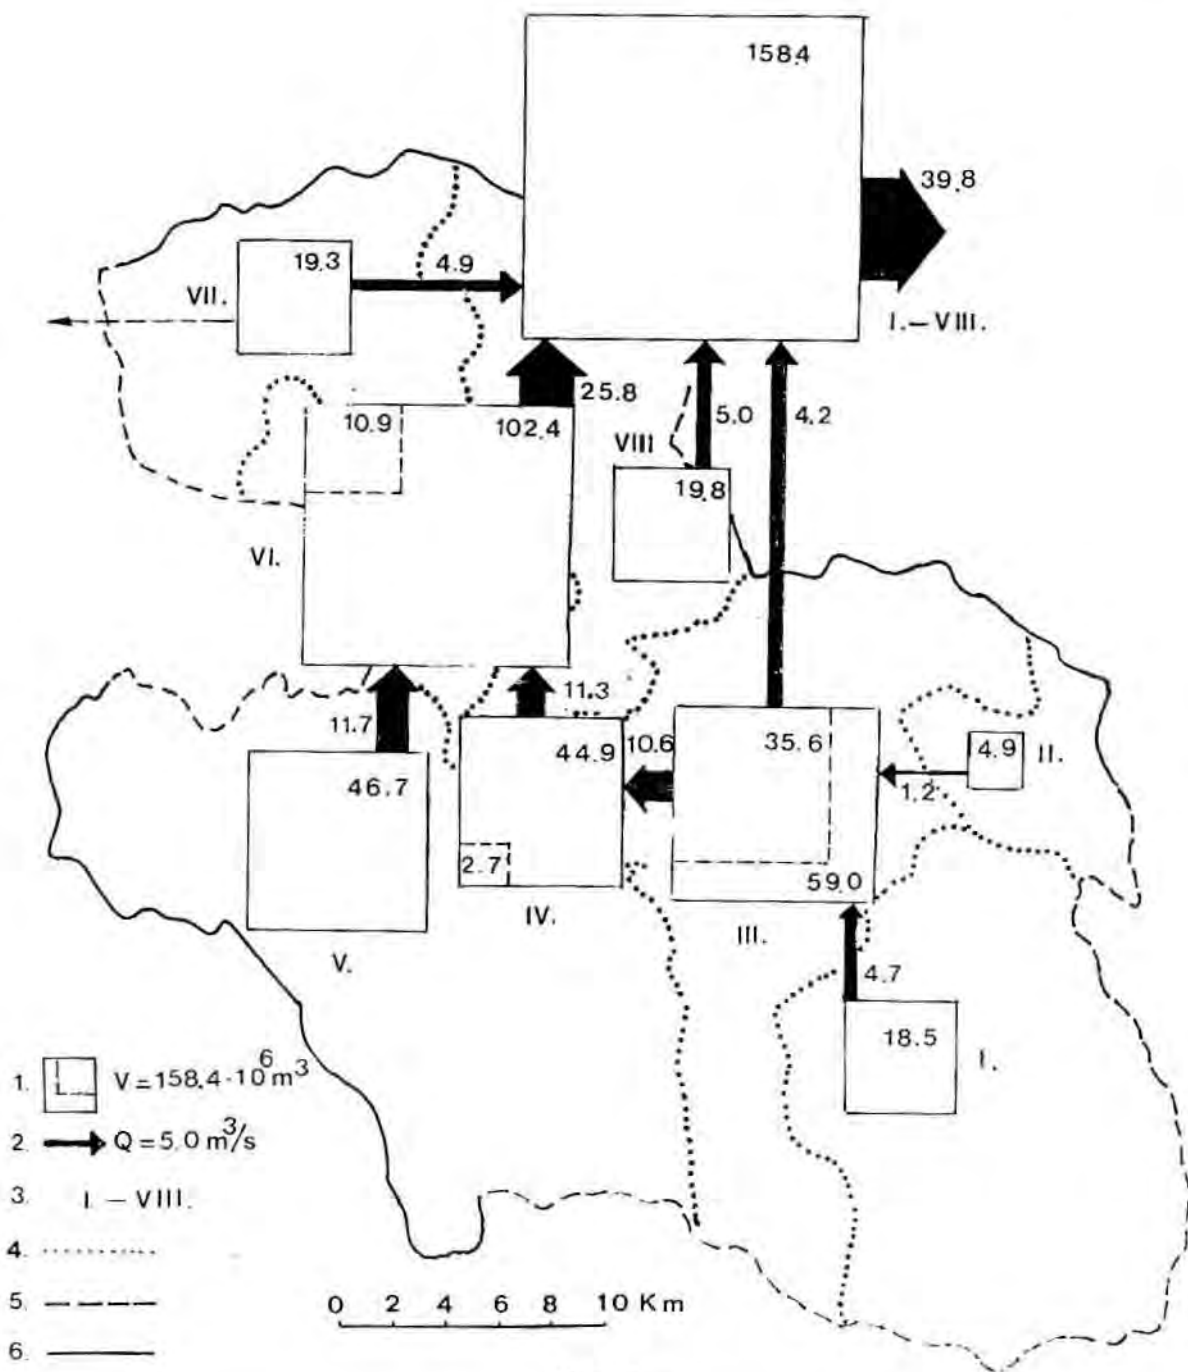 158.4
39.8
I.–VIII.
19.3
4.9
VII.
25.8
5.0
4.2
10.9
102.4
VIII
19.8
VI.
11.7
11.3
10.6
35.6
4.9
II.
1.2
46.7
44.9
2.7
59.0
IV.
III.
V.
4.7
18.5
I.
1. V=158.4·10⁶m³
2. Q=5.0 m³/s
3. I.–VIII.
4.
5.
6.
0 2 4 6 8 10 Km